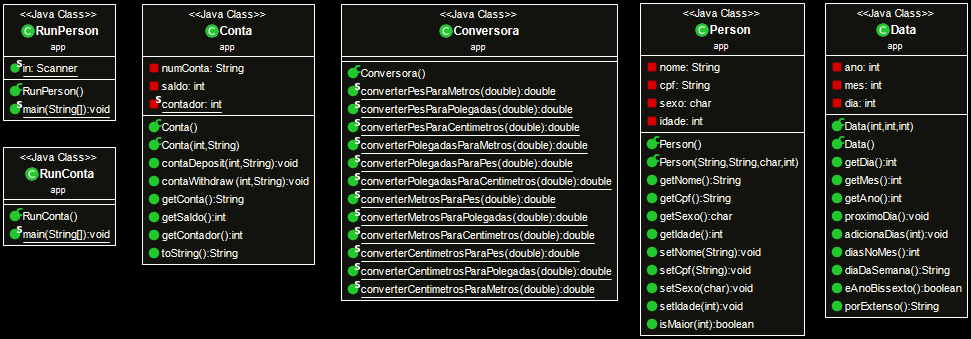 <<Java Class>>
RunPerson
app
in: Scanner
RunPerson()
main(String[]):void
<<Java Class>>
RunConta
app
RunConta()
main(String[]):void
<<Java Class>>
Conta
app
numConta: String
saldo: int
contador: int
Conta()
Conta(int,String)
contaDeposit(int,String):void
contaWithdraw(int,String):void
getConta():String
getSaldo():int
getContador():int
toString():String
<<Java Class>>
Conversora
app
Conversora()
converterPesParaMetros(double):double
converterPesParaPolegadas(double):double
converterPesParaCentimetros(double):double
converterPolegadasParaMetros(double):double
converterPolegadasParaPes(double):double
converterPolegadasParaCentimetros(double):double
converterMetrosParaPes(double):double
converterMetrosParaPolegadas(double):double
converterMetrosParaCentimetros(double):double
converterCentimetrosParaPes(double):double
converterCentimetrosParaPolegadas(double):double
converterCentimetrosParaMetros(double):double
<<Java Class>>
Person
app
nome: String
cpf: String
sexo: char
idade: int
Person()
Person(String,String,char,int)
getNome():String
getCpf():String
getSexo():char
getIdade():int
setNome(String):void
setCpf(String):void
setSexo(char):void
setIdade(int):void
isMaior(int):boolean
<<Java Class>>
Data
app
ano: int
mes: int
dia: int
Data(int,int,int)
Data()
getDia():int
getMes():int
getAno():int
proximoDia():void
adicionaDias(int):void
diasNoMes():int
diaDaSemana():String
eAnoBissexto():boolean
porExtenso():String